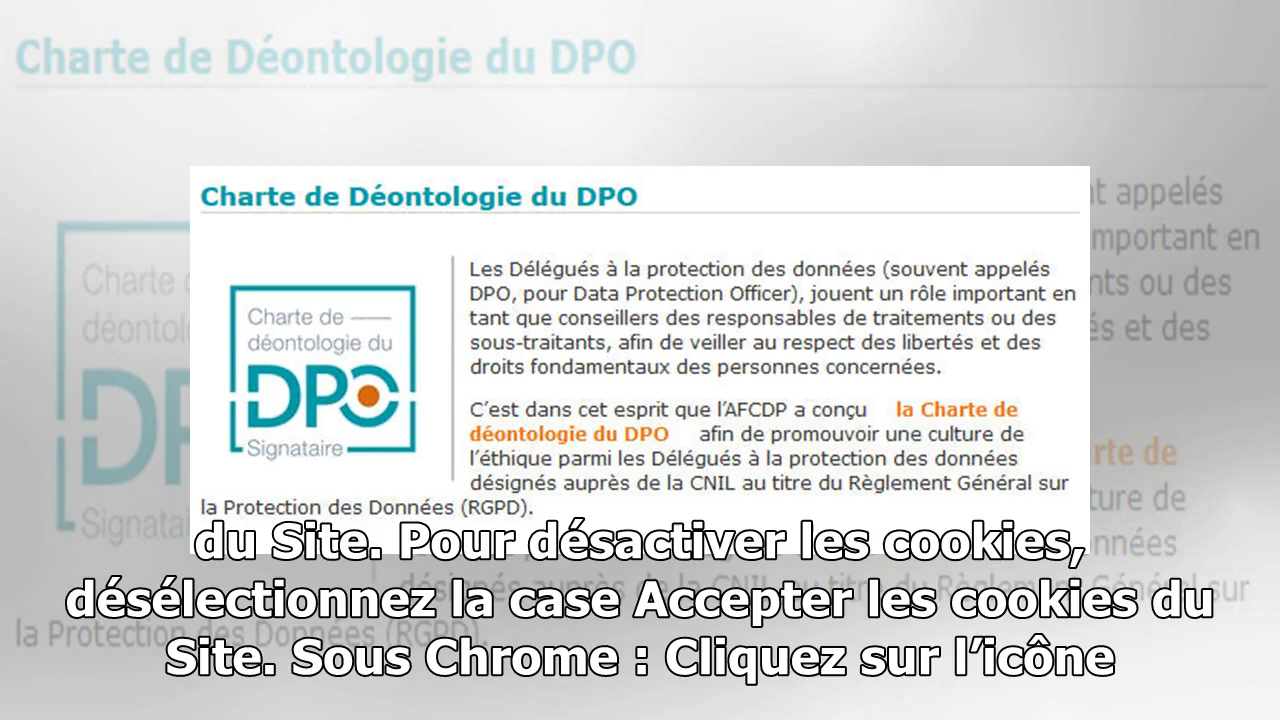 Charte de Déontologie du DPO
Charte de Déontologie du DPO
Charte de
déontologie du
DPO
Signataire
Les Délégués à la protection des données (souvent appelés
DPO, pour Data Protection Officer), jouent un rôle important en
tant que conseillers des responsables de traitements ou des
sous-traitants, afin de veiller au respect des libertés et des
droits fondamentaux des personnes concernées.
C’est dans cet esprit que l’AFCDP a conçu la Charte de
déontologie du DPO afin de promouvoir une culture de
l’éthique parmi les Délégués à la protection des données
désignés auprès de la CNIL au titre du Règlement Général sur
la Protection des Données (RGPD).
du Site. Pour désactiver les cookies,
désélectionnez la case Accepter les cookies du
Site. Sous Chrome : Cliquez sur l’icône